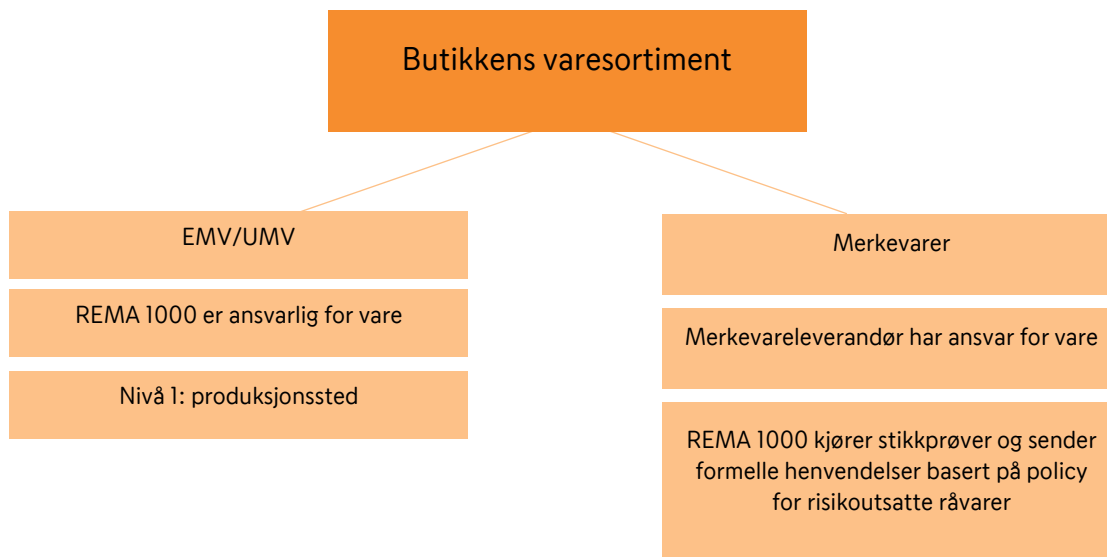 Butikkens varesortiment
EMV/UMV
REMA 1000 er ansvarlig for vare
Nivå 1: produksjonssted
Merkevarer
Merkevareleverandør har ansvar for vare
REMA 1000 kjører stikkprøver og sender
formelle henvendelser basert på policy
for risikoutsatte råvarer